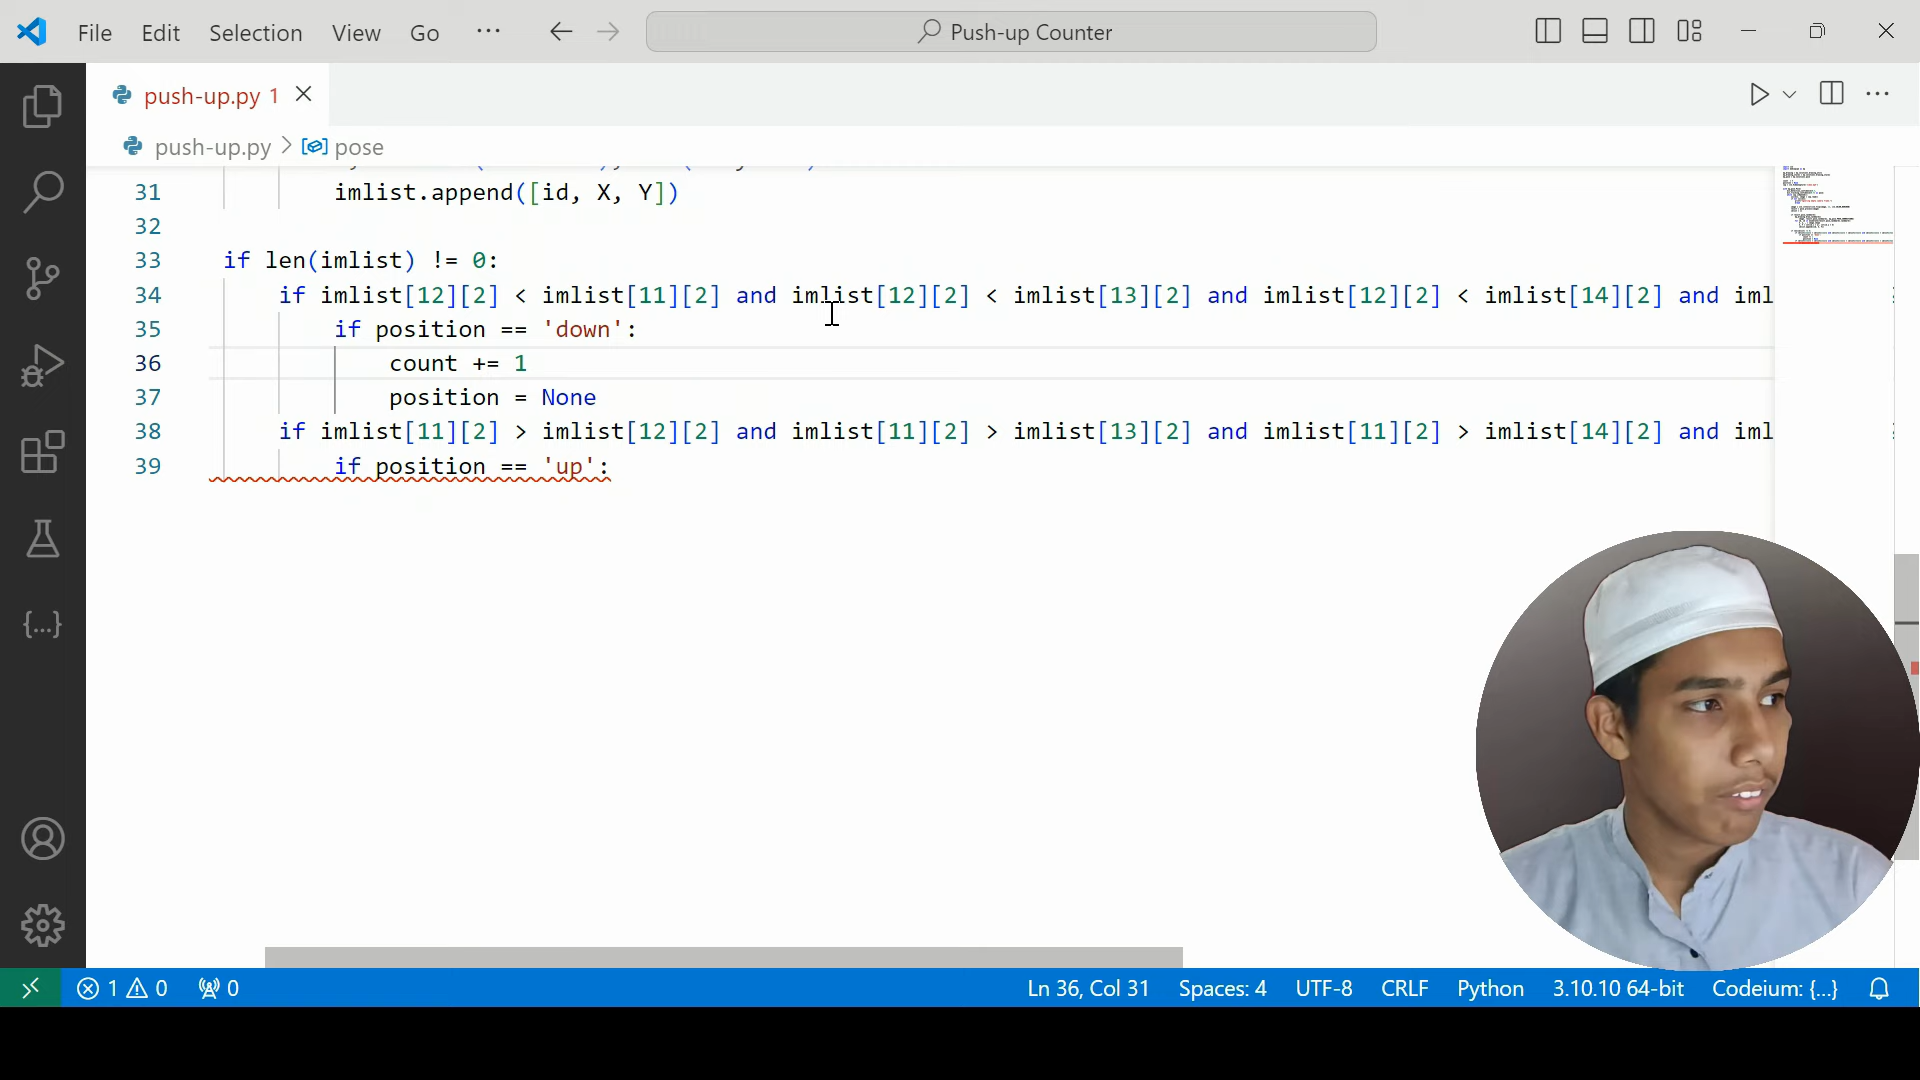 File Edit Selection View Go ··· Push-up Counter
push-up.py 1
push-up.py > pose
31 imlist.append([id, X, Y])
32
33 if len(imlist) != 0:
34 if imlist[12][2] < imlist[11][2] and imlist[12][2] < imlist[13][2] and imlist[12][2] < imlist[14][2] and iml
35 if position == 'down':
36 count += 1
37 position = None
38 if imlist[11][2] > imlist[12][2] and imlist[11][2] > imlist[13][2] and imlist[11][2] > imlist[14][2] and iml
39 if position == 'up':
1 0 0 Ln 36, Col 31 Spaces: 4 UTF-8 CRLF Python 3.10.10 64-bit Codeium: {...}